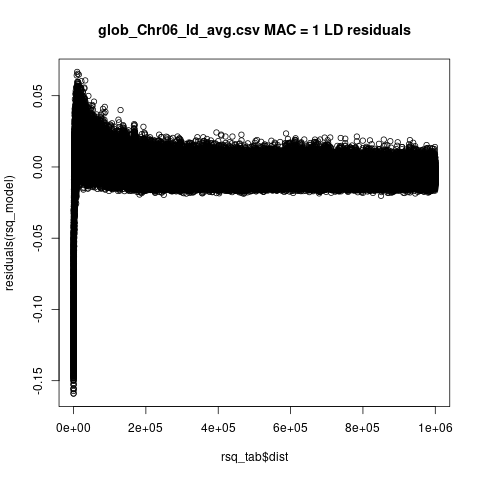 glob_Chr06_ld_avg.csv MAC = 1 LD residuals
residuals(rsq_model)
0.05
0.00
-0.05
-0.10
-0.15
0e+00 2e+05 4e+05 6e+05 8e+05 1e+06
rsq_tab$dist